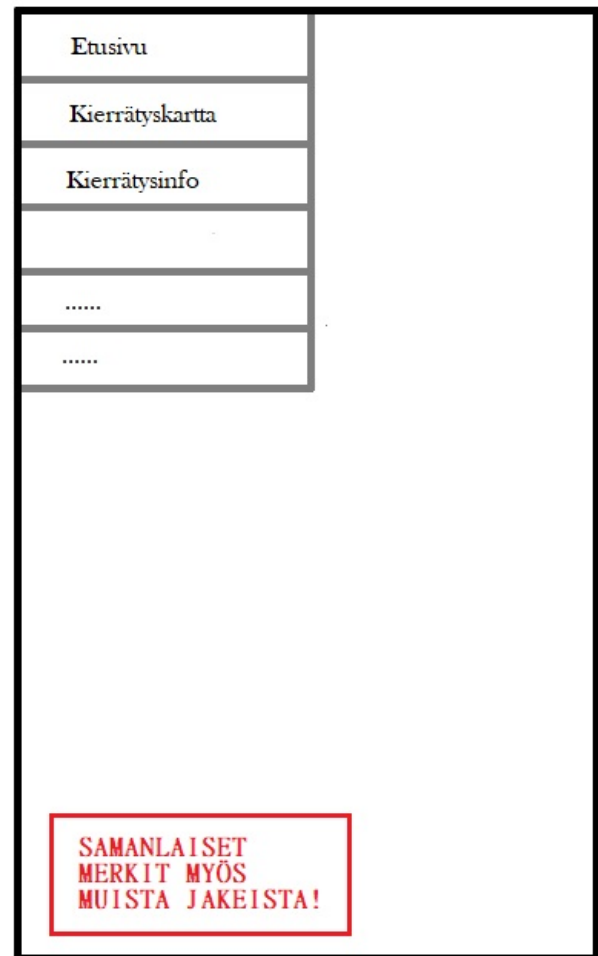 Etusivu
Kierrätyskartta
Kierrätysinfo
......
......
SAMANLAISET
MERKIT MYÖS
MUISTA JAKEISTA!